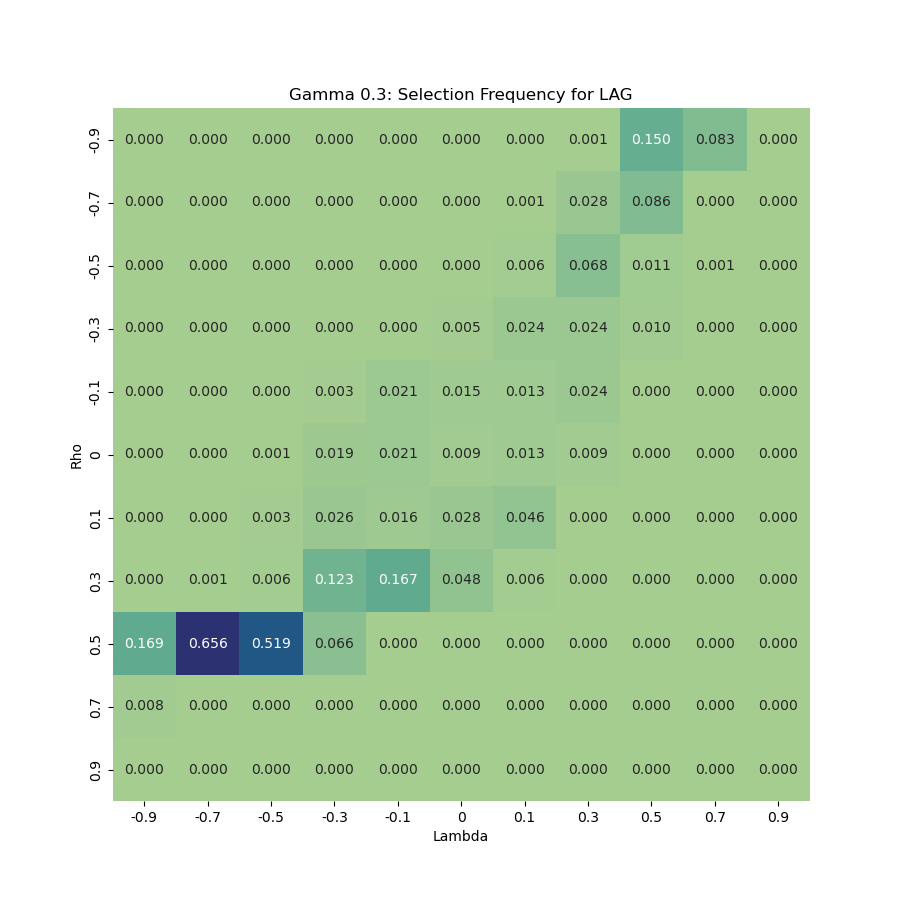 Gamma 0.3: Selection Frequency for LAG
-0.9 0.000 0.000 0.000 0.000 0.000 0.000 0.000 0.001 0.150 0.083 0.000
-0.7 0.000 0.000 0.000 0.000 0.000 0.000 0.001 0.028 0.086 0.000 0.000
-0.5 0.000 0.000 0.000 0.000 0.000 0.000 0.006 0.068 0.011 0.001 0.000
-0.3 0.000 0.000 0.000 0.000 0.000 0.005 0.024 0.024 0.010 0.000 0.000
-0.1 0.000 0.000 0.000 0.003 0.021 0.015 0.013 0.024 0.000 0.000 0.000
Rho
0 0.000 0.000 0.001 0.019 0.021 0.009 0.013 0.009 0.000 0.000 0.000
0.1 0.000 0.000 0.003 0.026 0.016 0.028 0.046 0.000 0.000 0.000 0.000
0.3 0.000 0.001 0.006 0.123 0.167 0.048 0.006 0.000 0.000 0.000 0.000
0.5 0.169 0.656 0.519 0.066 0.000 0.000 0.000 0.000 0.000 0.000 0.000
0.7 0.008 0.000 0.000 0.000 0.000 0.000 0.000 0.000 0.000 0.000 0.000
0.9 0.000 0.000 0.000 0.000 0.000 0.000 0.000 0.000 0.000 0.000 0.000
-0.9 -0.7 -0.5 -0.3 -0.1 0 0.1 0.3 0.5 0.7 0.9
Lambda